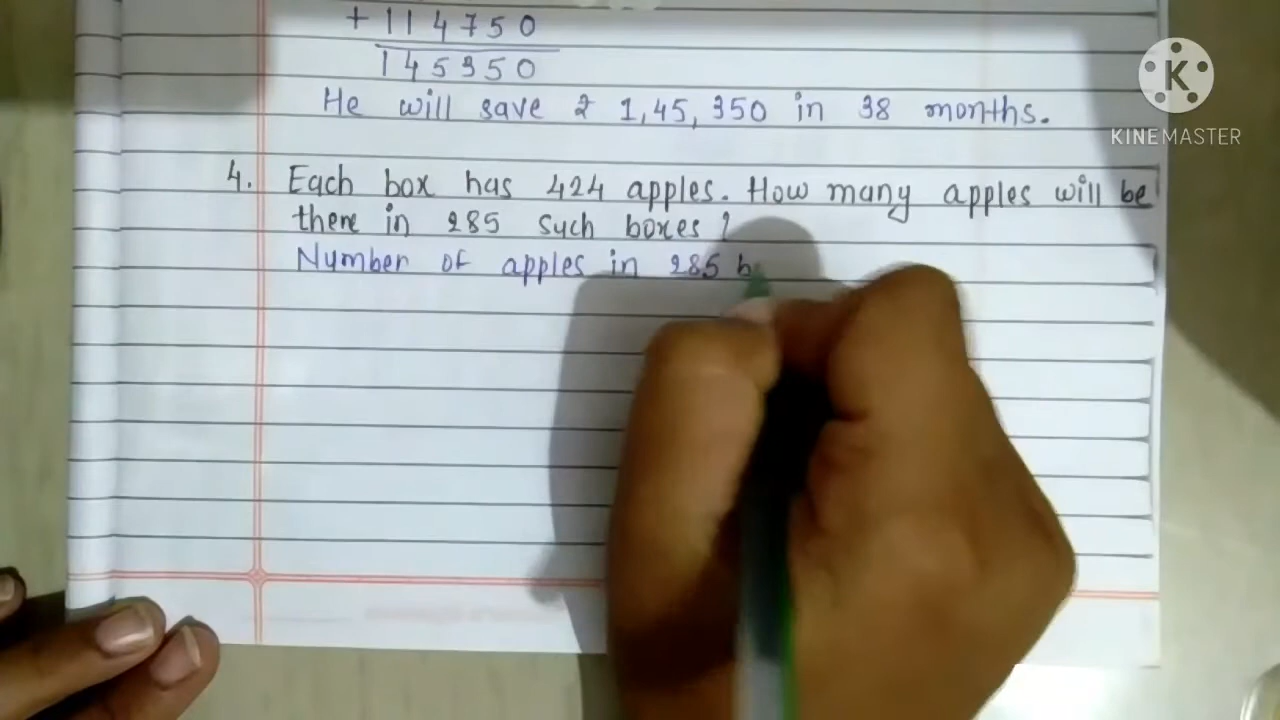 + 114750
145350
He will save ₹ 1,45,350 in 38 months.
4. Each box has 424 apples. How many apples will be
there in 285 such boxes?
Number of apples in 285 b
K
KINEMASTER